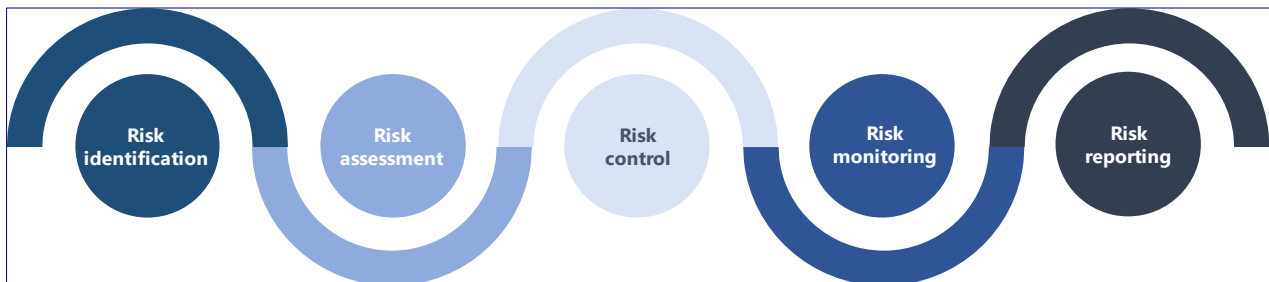 Risk
identification
Risk
assessment
Risk
control
Risk
monitoring
Risk
reporting